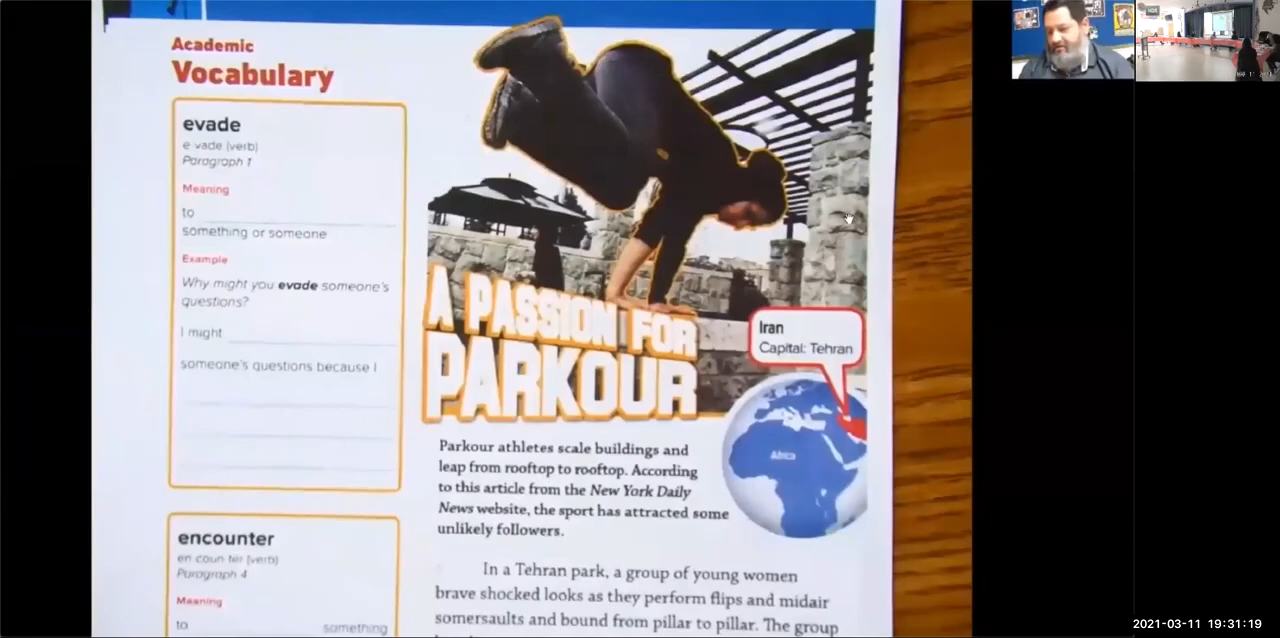 Academic
Vocabulary
evade
e vade (verb)
Paragraph 1
Meaning
to
something or someone
Example
Why might you evade someone's
questions?
I might
someone's questions because I
encounter
en coun ter (verb)
Paragraph 4
Meaning
to something
A PASSION FOR
PARKOUR
Iran
Capital: Tehran
Africa
Parkour athletes scale buildings and
leap from rooftop to rooftop. According
to this article from the New York Daily
News website, the sport has attracted some
unlikely followers.
In a Tehran park, a group of young women
brave shocked looks as they perform flips and midair
somersaults and bound from pillar to pillar. The group
2021-03-11 19:31:19